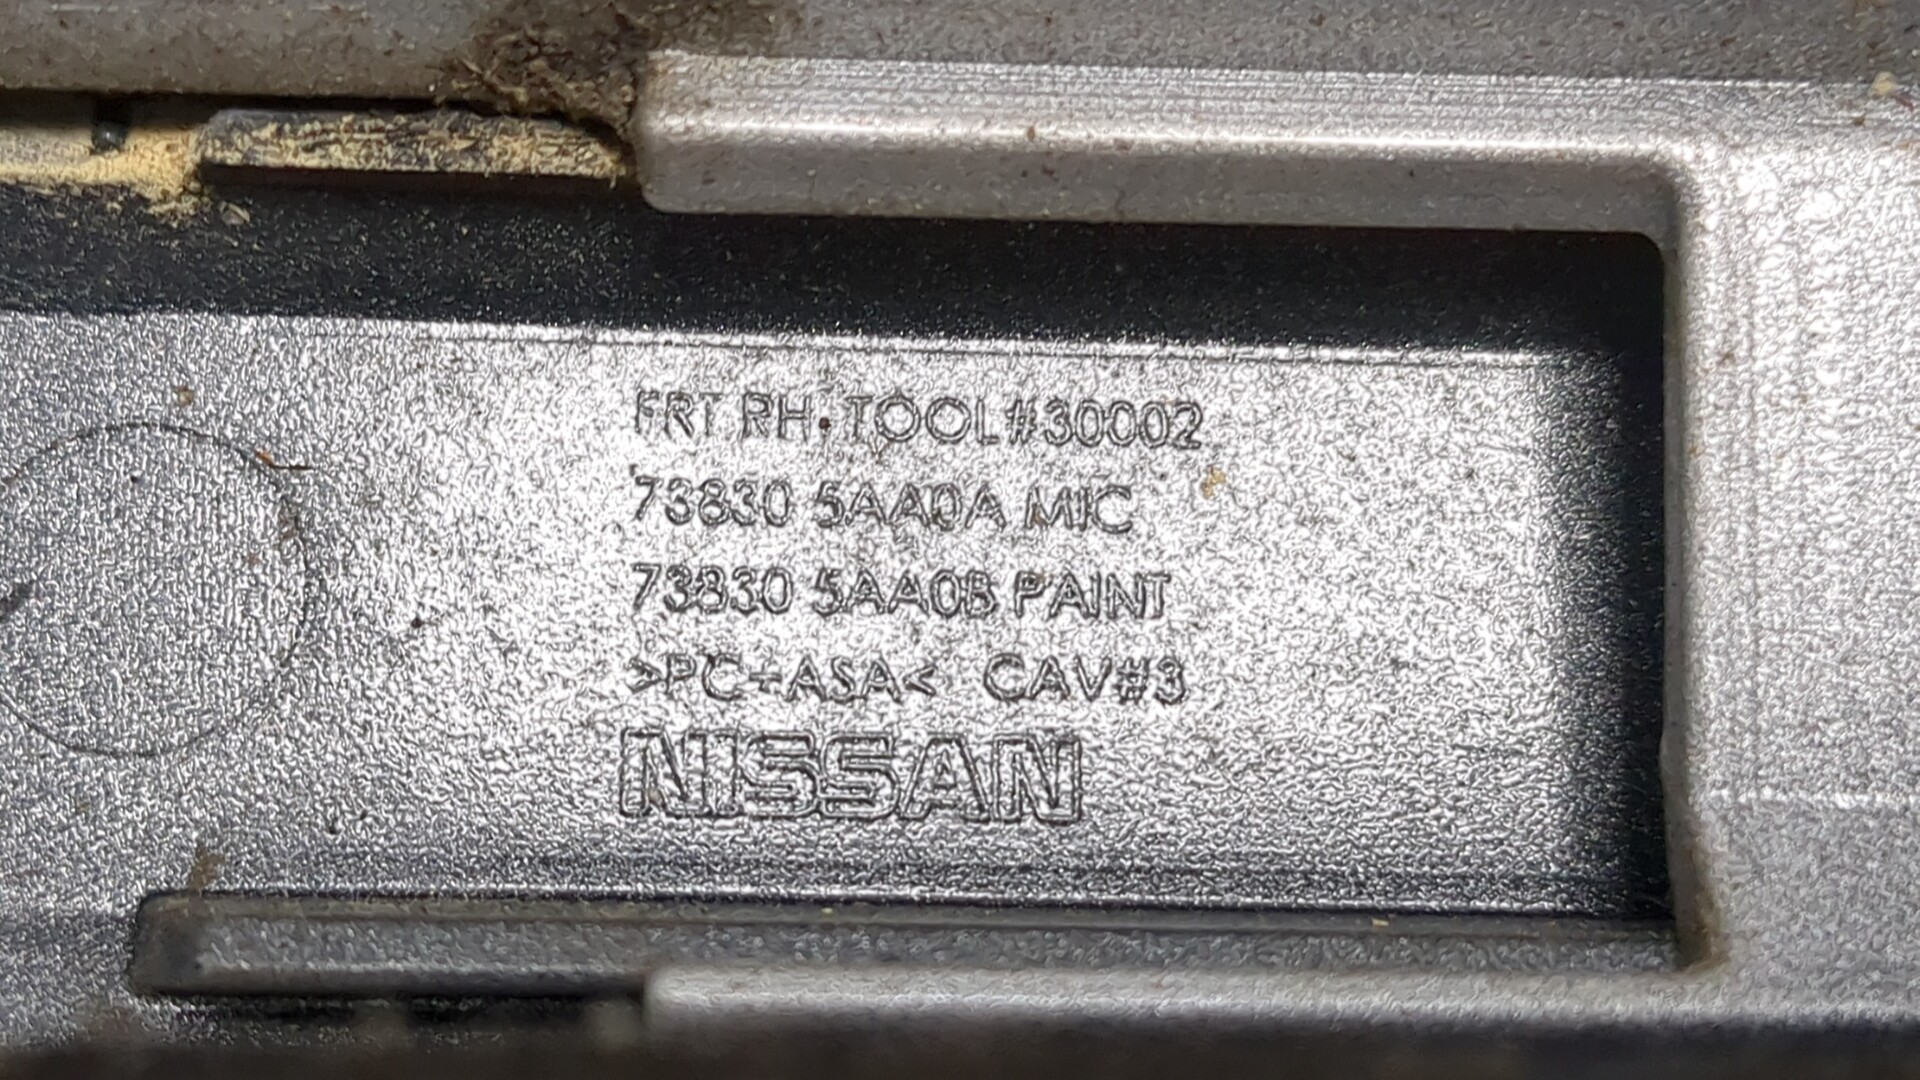 FRT RH. TOOL#30002
73830 5AA0A MIC
73830 5AA0B PAINT
>PC+ASA< CAV#3
NISSAN